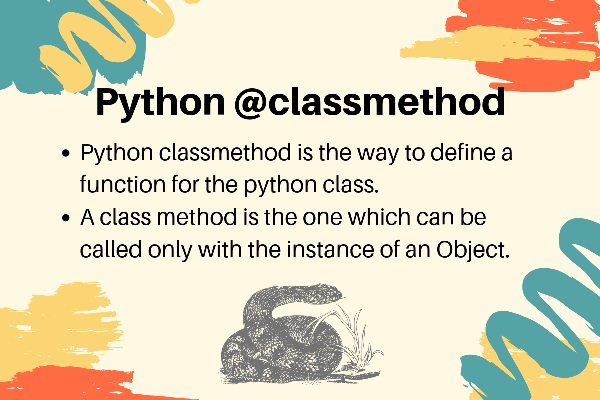 Python @classmethod
• Python classmethod is the way to define a
function for the python class.
• A class method is the one which can be
called only with the instance of an Object.